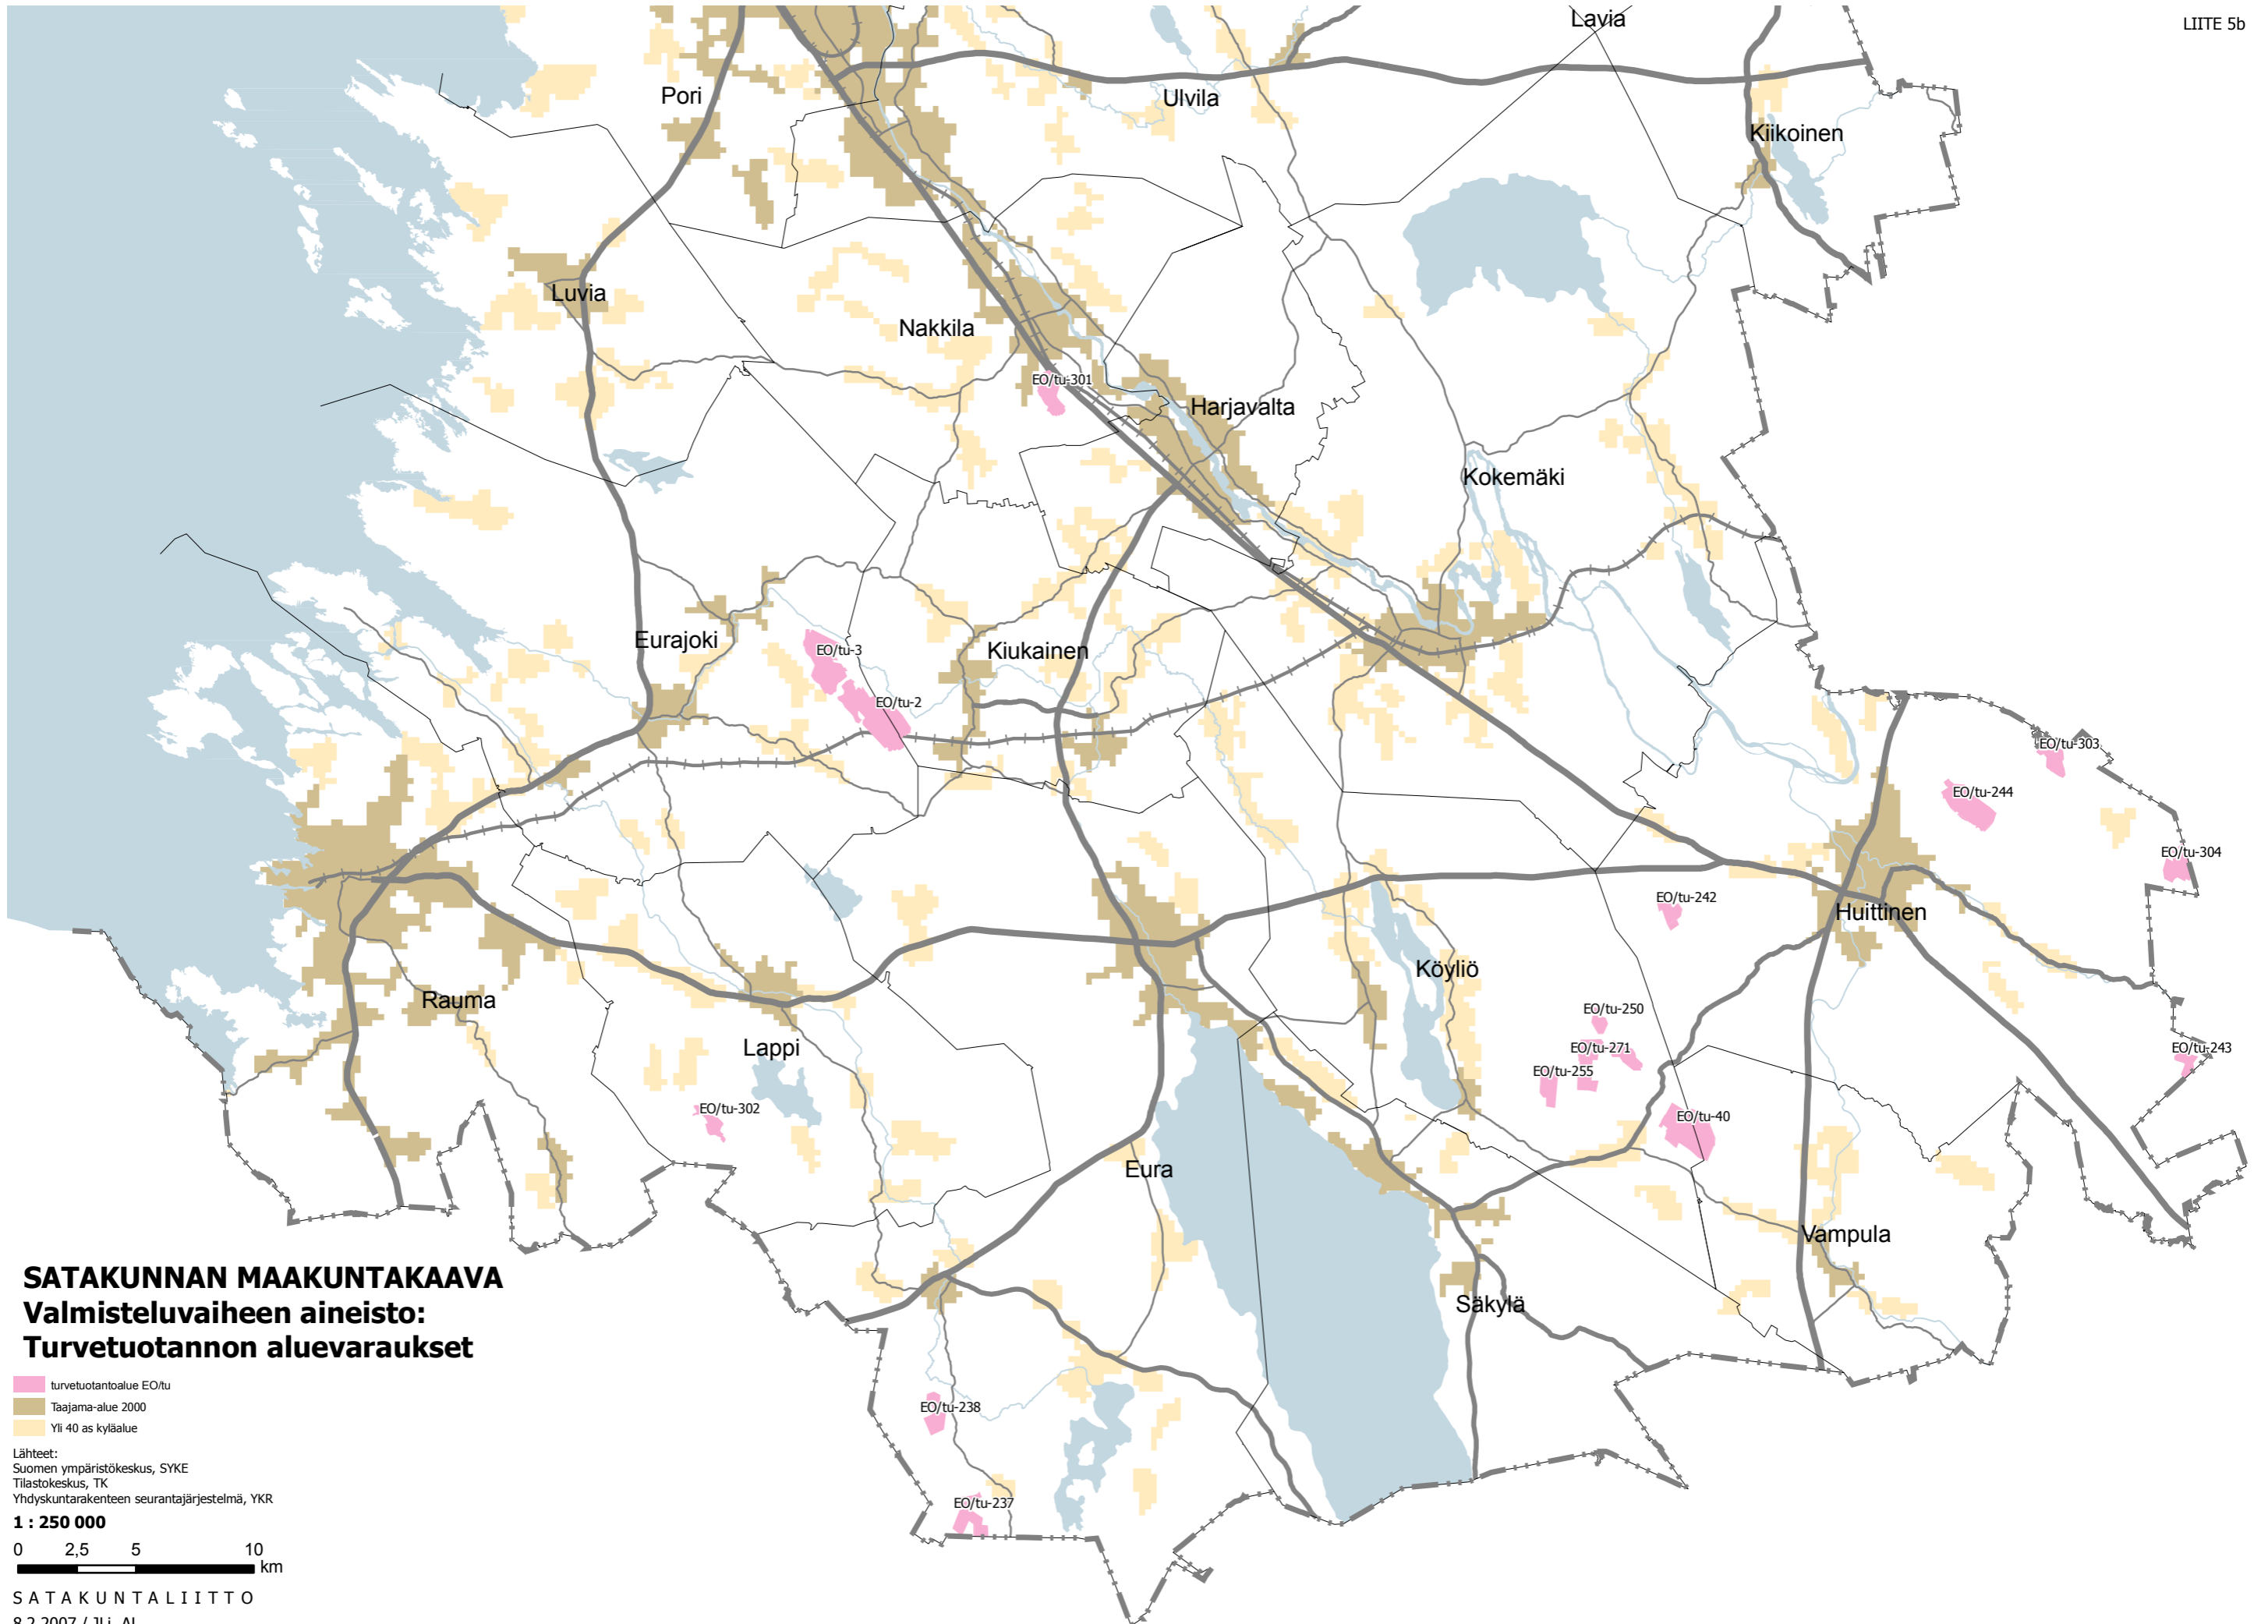 LIITE 5b
Lavia
Pori
Ulvila
Kiikoinen
Luvia
Nakkila
EO/tu-301
Harjavalta
Kokemäki
Eurajoki
EO/tu-3
Kiukainen
EO/tu-2
EO/tu-303
EO/tu-244
EO/tu-304
EO/tu-242
Huittinen
Köyliö
Rauma
EO/tu-250
Lappi
EO/tu-271
EO/tu-243
EO/tu-255
EO/tu-302
EO/tu-40
Eura
Vampula
Säkylä
EO/tu-238
EO/tu-237
SATAKUNNAN MAAKUNTAKAAVA
Valmisteluvaiheen aineisto:
Turvetuotannon aluevaraukset
turvetuotantoalue EO/tu
Taajama-alue 2000
Yli 40 as kyläalue
Lähteet:
Suomen ympäristökeskus, SYKE
Tilastokeskus, TK
Yhdyskuntarakenteen seurantajärjestelmä, YKR
1 : 250 000
0 2,5 5 10
km
S A T A K U N T A L I I T T O
8.2.2007 /